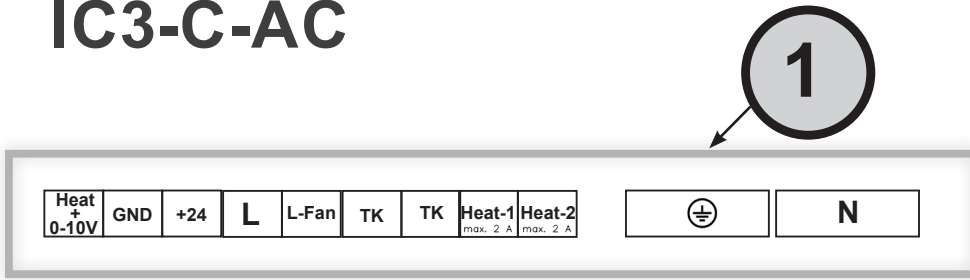 IC3-C-AC
1
Heat
+
0-10V
GND
+24
L
L-Fan
TK
TK
Heat-1
max. 2 A
Heat-2
max. 2 A
N